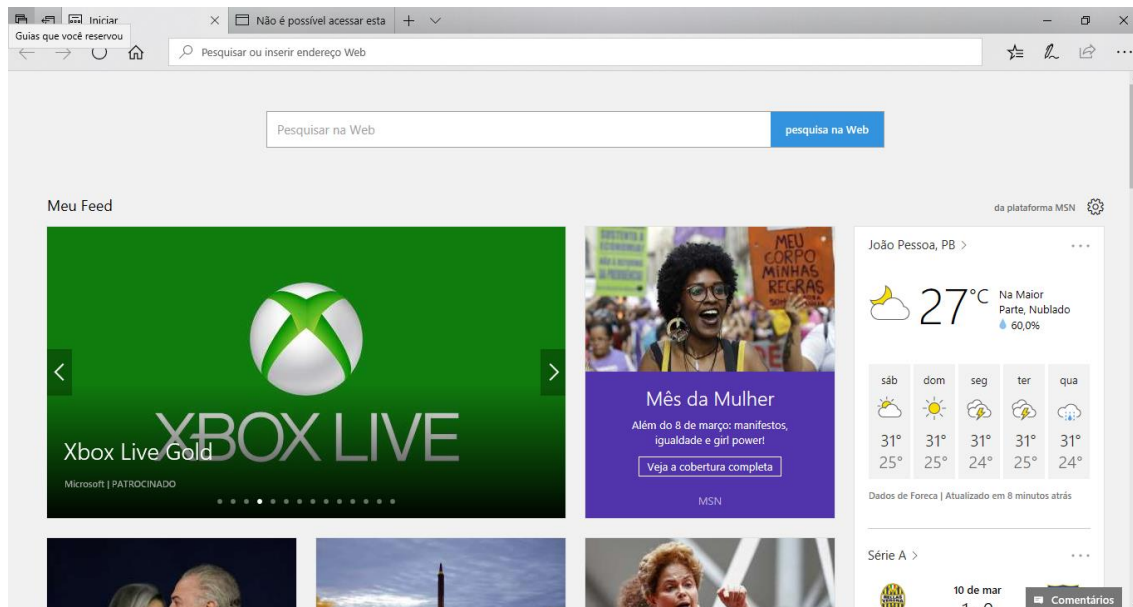 Iniciar
Não é possível acessar esta
Guias que você reservou
Pesquisar ou inserir endereço Web
Pesquisar na Web
pesquisa na Web
Meu Feed
da plataforma MSN
XBOX LIVE
Xbox Live Gold
Microsoft | PATROCINADO
SUSTENTA A
ECONOMIA!
MEU
CORPO
MINHAS
REGRAS
Mês da Mulher
Além do 8 de março: manifestos,
igualdade e girl power!
Veja a cobertura completa
MSN
João Pessoa, PB >
27°C
Na Maior
Parte, Nublado
60,0%
sáb dom seg ter qua
31° 31° 31° 31° 31°
25° 25° 24° 25° 24°
Dados de Foreca | Atualizado em 8 minutos atrás
Série A >
10 de mar
Comentários